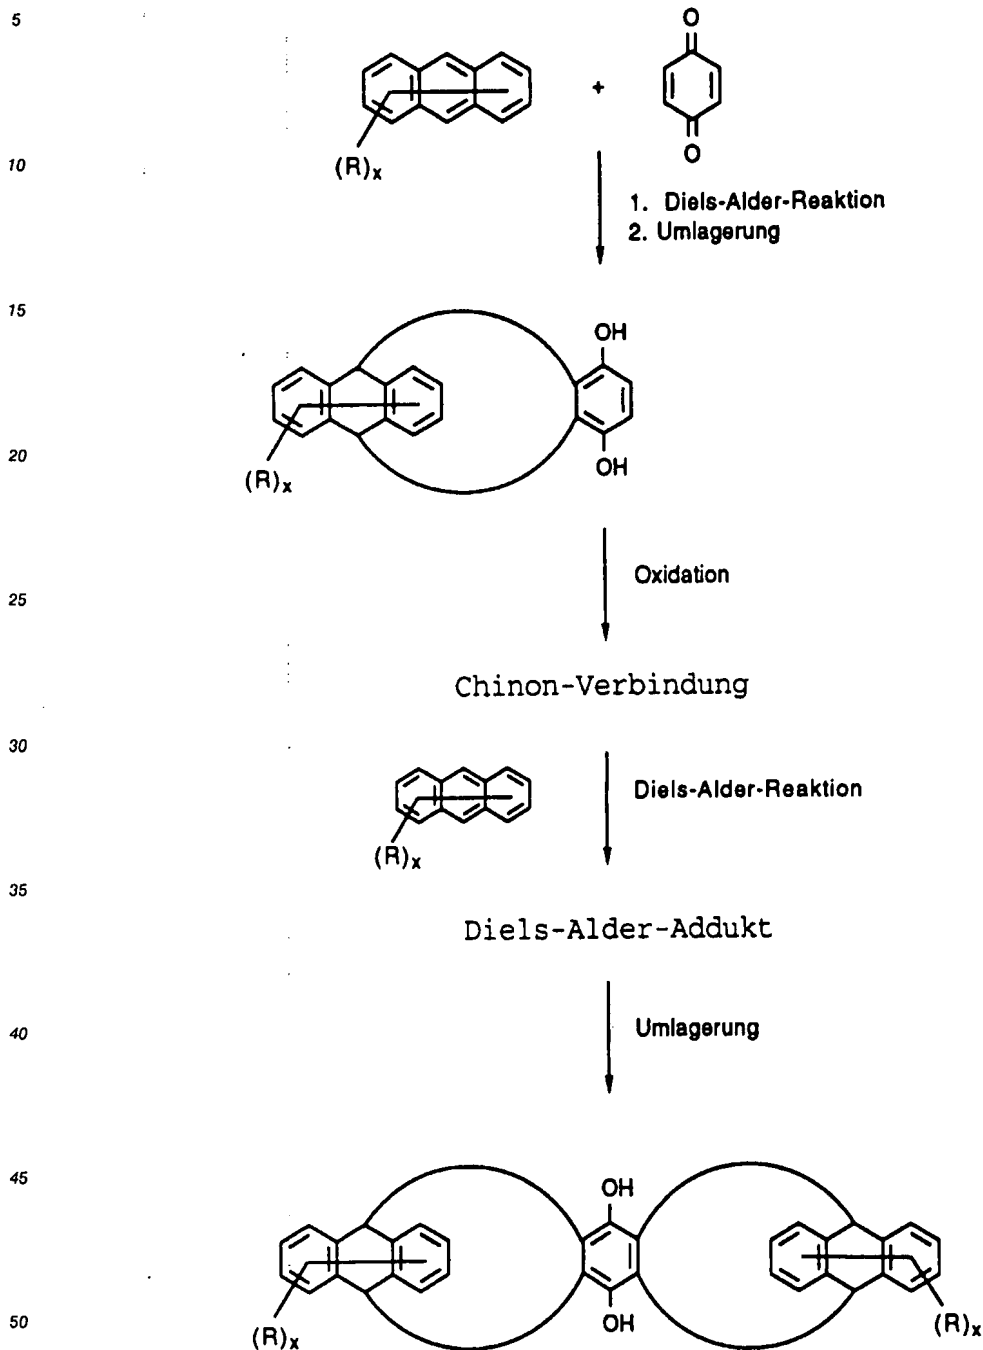 5
O
+
O
10
(R)x
1. Diels-Alder-Reaktion
2. Umlagerung
15
OH
20
(R)x
OH
Oxidation
25
Chinon-Verbindung
30
Diels-Alder-Reaktion
(R)x
35
Diels-Alder-Addukt
40
Umlagerung
45
OH
50
(R)x
OH
(R)x